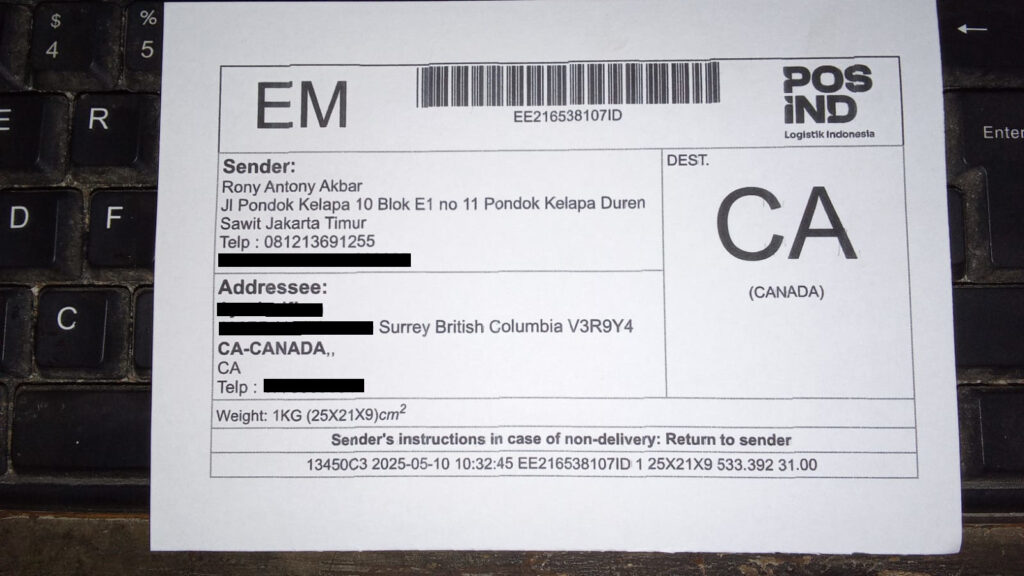 $
4
%
5
E
R
D
F
C
Enter
EM
EE216538107ID
POS
IND
Logistik Indonesia
Sender:
Rony Antony Akbar
Jl Pondok Kelapa 10 Blok E1 no 11 Pondok Kelapa Duren
Sawit Jakarta Timur
Telp : 081213691255
DEST.
CA
(CANADA)
Addressee:
Surrey British Columbia V3R9Y4
CA-CANADA,,
CA
Telp :
Weight: 1KG (25X21X9)cm²
Sender's instructions in case of non-delivery: Return to sender
13450C3 2025-05-10 10:32:45 EE216538107ID 1 25X21X9 533.392 31.00